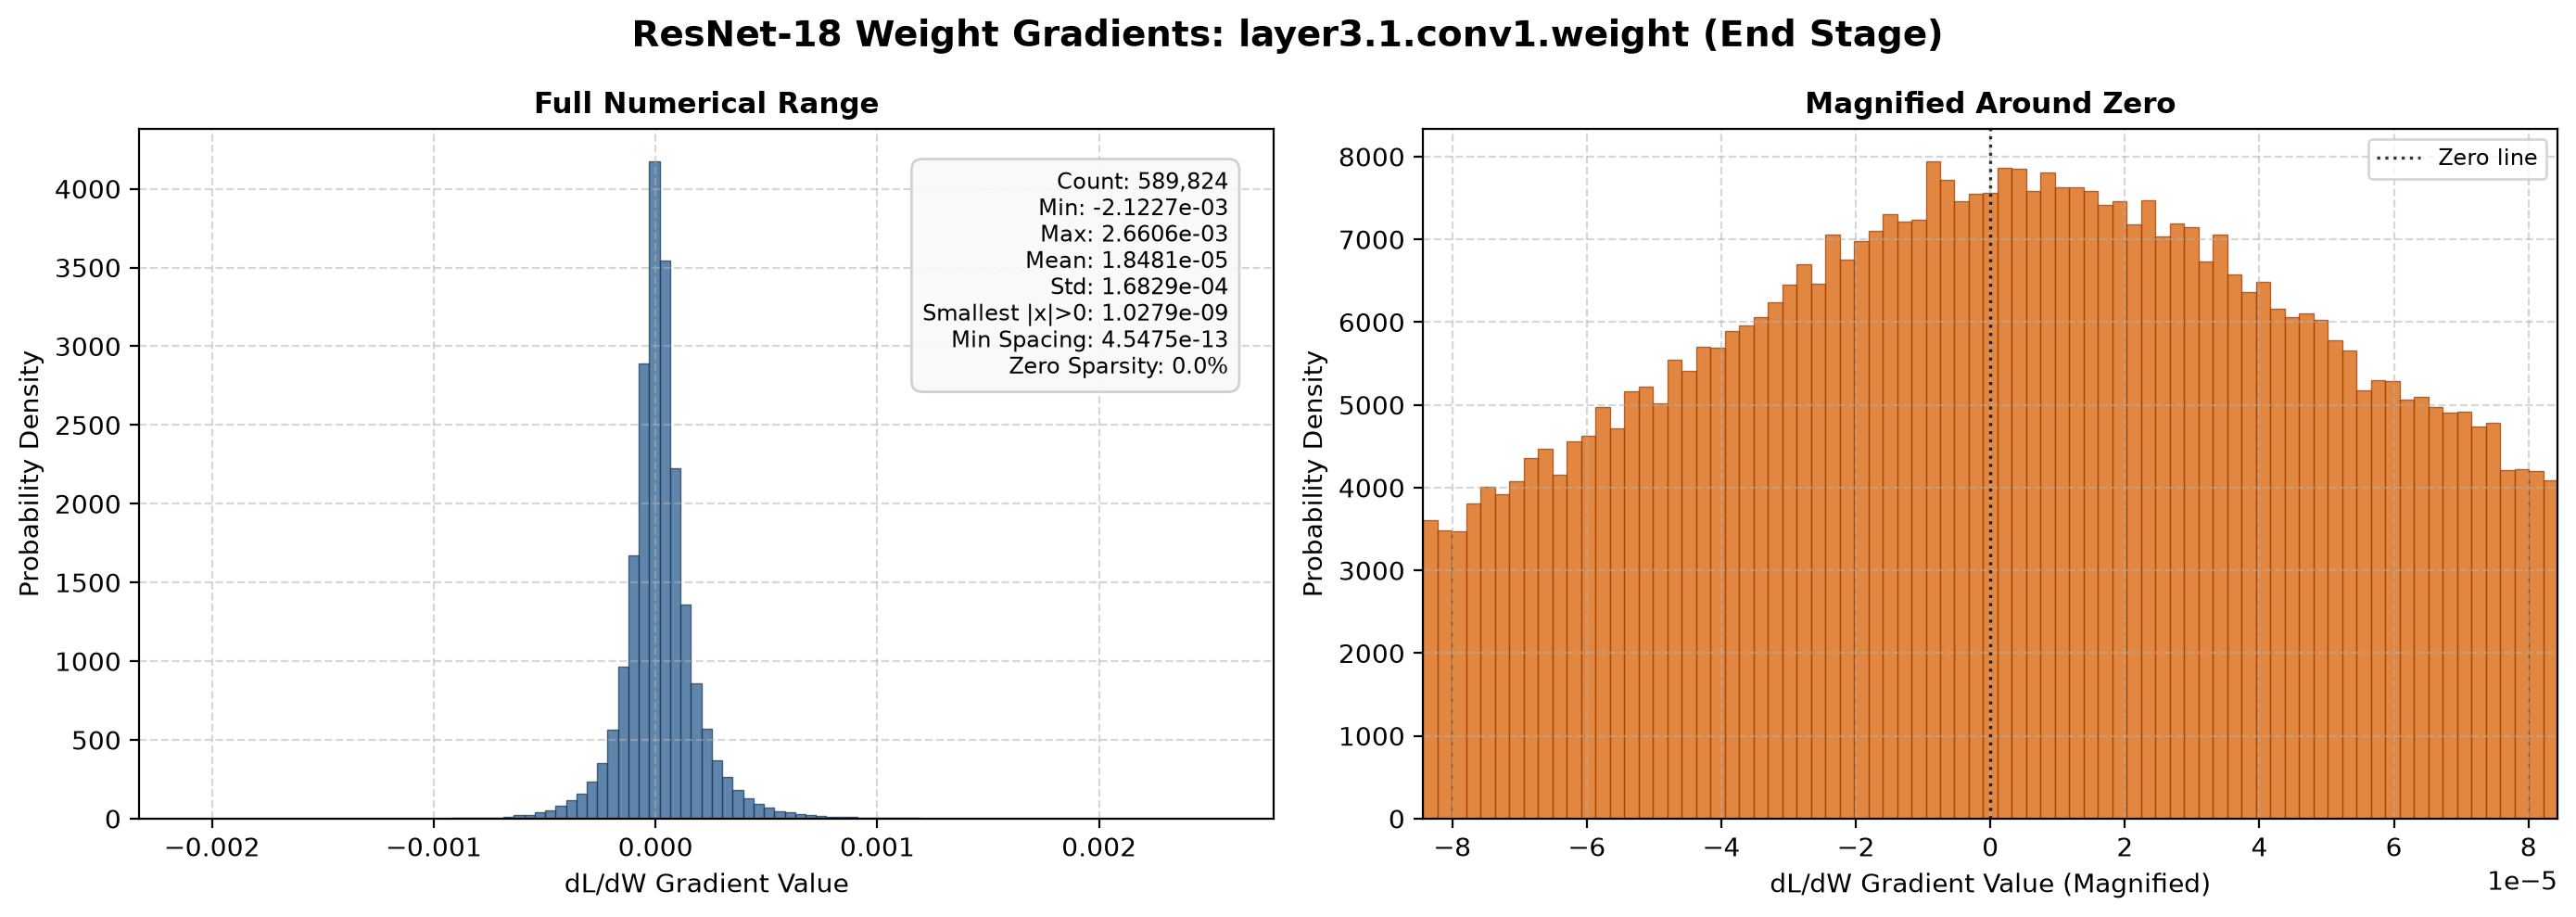 ResNet-18 Weight Gradients: layer3.1.conv1.weight (End Stage)
Full Numerical Range
Probability Density
4000
3500
3000
2500
2000
1500
1000
500
0
Count: 589,824
Min: -2.1227e-03
Max: 2.6606e-03
Mean: 1.8481e-05
Std: 1.6829e-04
Smallest |x|>0: 1.0279e-09
Min Spacing: 4.5475e-13
Zero Sparsity: 0.0%
−0.002 −0.001 0.000 0.001 0.002
dL/dW Gradient Value
Magnified Around Zero
Probability Density
8000
7000
6000
5000
4000
3000
2000
1000
0
Zero line
−8 −6 −4 −2 0 2 4 6 8
1e−5
dL/dW Gradient Value (Magnified)